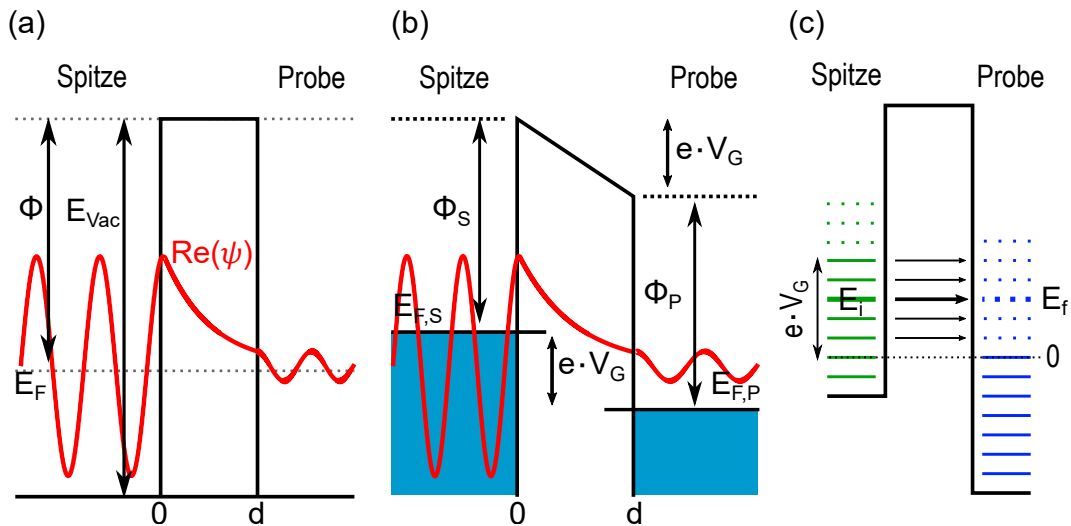 (a)
Spitze
Probe
Φ
E_Vac
Re(ψ)
E_F
0
d
(b)
Spitze
Probe
e·V_G
Φ_S
Φ_P
E_F,S
e·V_G
E_F,P
0
d
(c)
Spitze
Probe
e·V_G
E_i
E_f
0